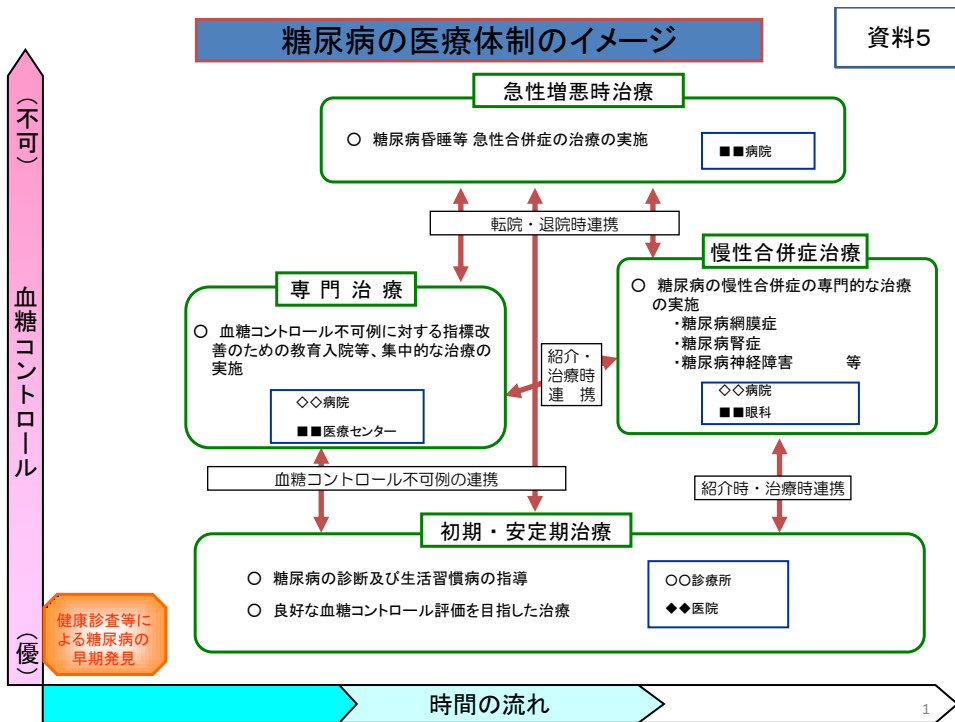 糖尿病の医療体制のイメージ
資料5
(不可)
血糖コントロール
(優)
急性増悪時治療
○ 糖尿病昏睡等 急性合併症の治療の実施
■■病院
転院・退院時連携
専門治療
○ 血糖コントロール不可例に対する指標改
善のための教育入院等、集中的な治療の
実施
◇◇病院
■■医療センター
慢性合併症治療
○ 糖尿病の慢性合併症の専門的な治療
の実施
・糖尿病網膜症
・糖尿病腎症
・糖尿病神経障害 等
◇◇病院
■■眼科
紹介・
治療時
連 携
血糖コントロール不可例の連携
紹介時・治療時連携
初期・安定期治療
○ 糖尿病の診断及び生活習慣病の指導
○ 良好な血糖コントロール評価を目指した治療
○○診療所
◆◆医院
健康診査等に
よる糖尿病の
早期発見
時間の流れ
1